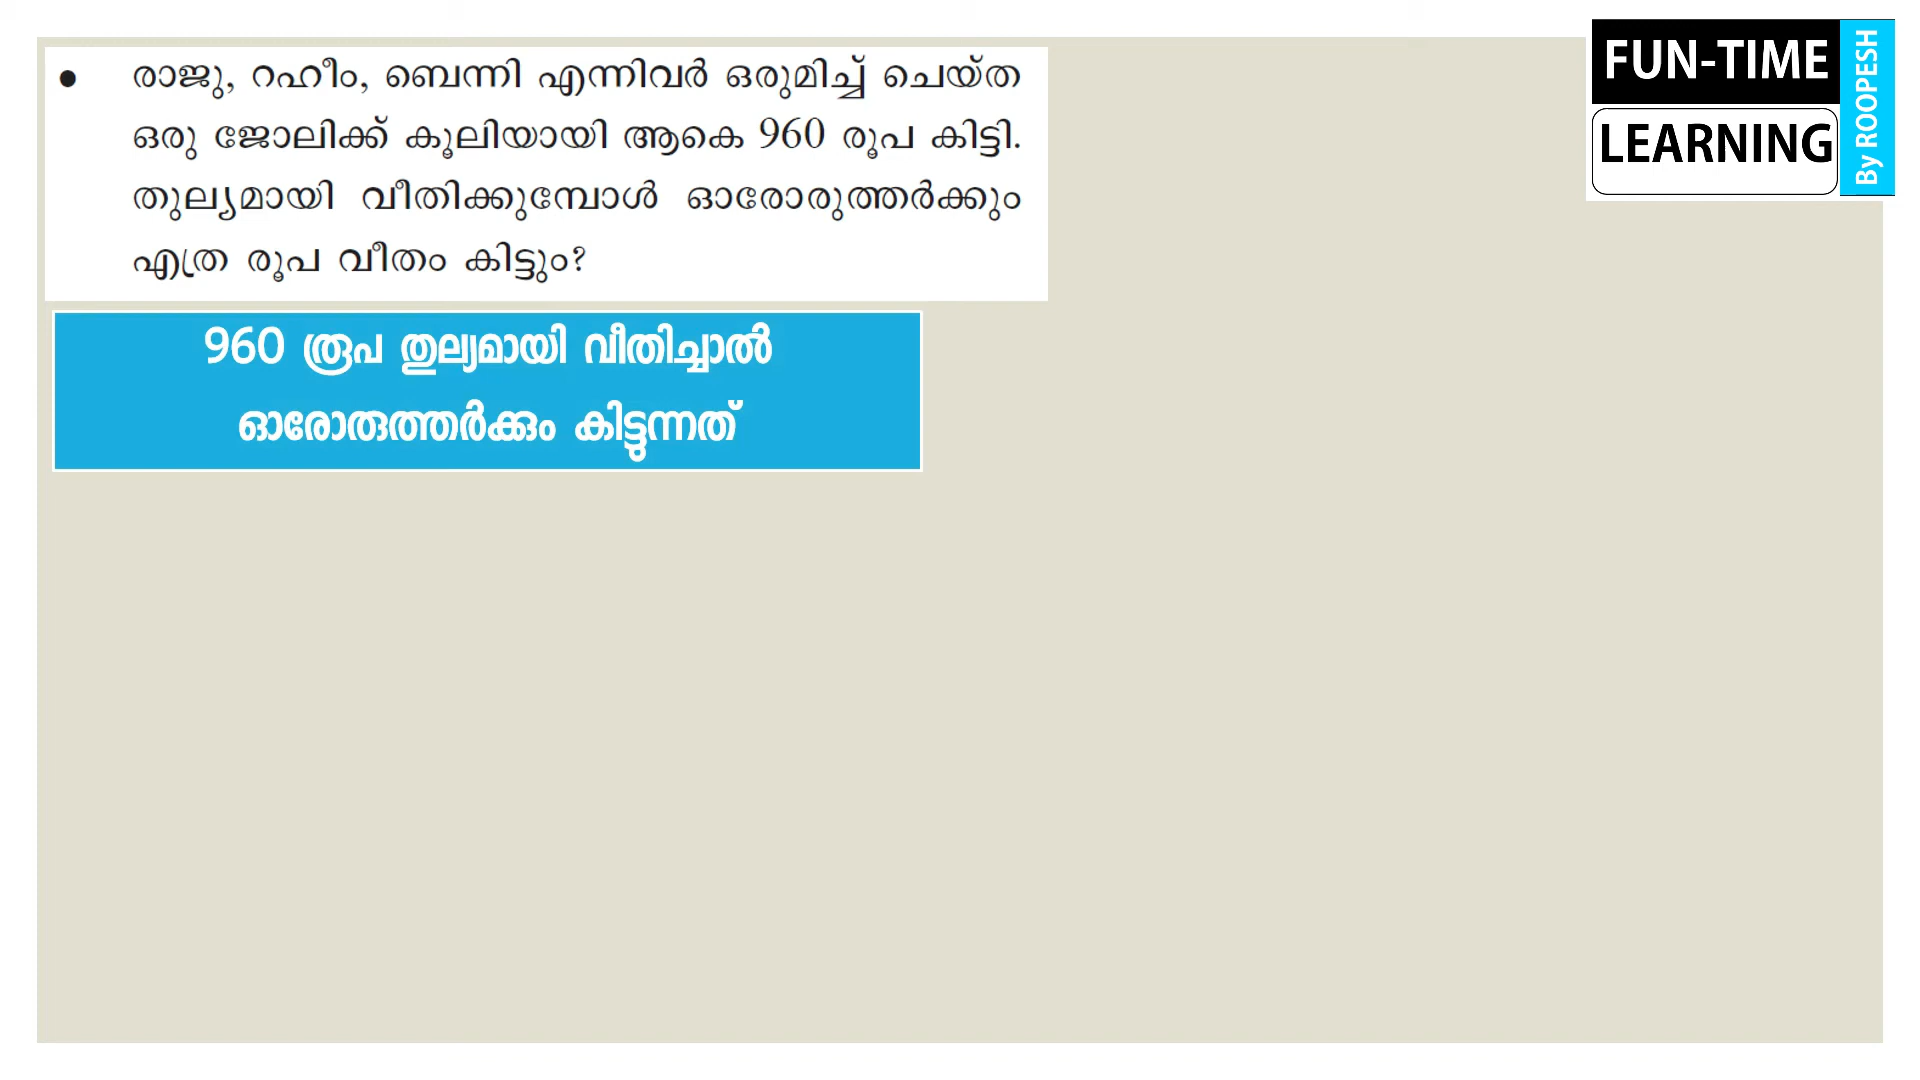 ● രാജു, റഹീം, ബെന്നി എന്നിവർ ഒരുമിച്ച് ചെയ്ത
ഒരു ജോലിക്ക് കൂലിയായി ആകെ 960 രൂപ കിട്ടി.
തുല്യമായി വീതിക്കുമ്പോൾ ഓരോരുത്തർക്കും
എത്ര രൂപ വീതം കിട്ടും?
960 രൂപ തുല്യമായി വീതിച്ചാൽ
ഓരോരുത്തർക്കും കിട്ടുന്നത്
FUN-TIME
LEARNING
By ROOPESH